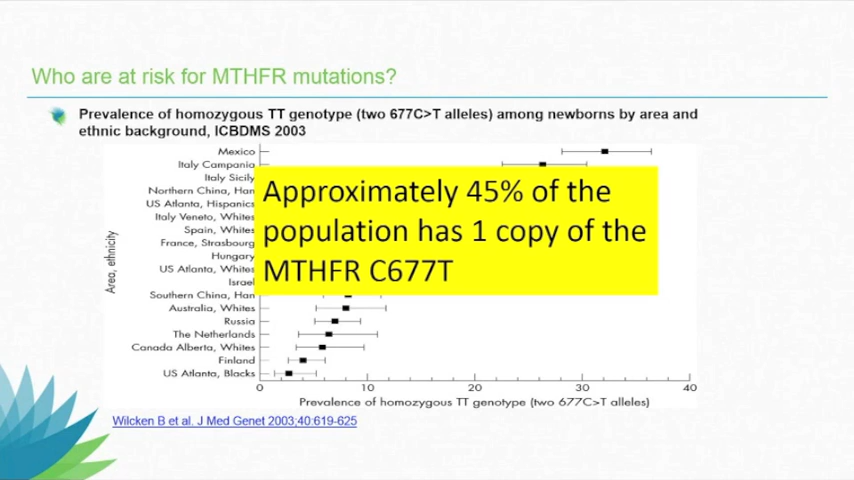 Who are at risk for MTHFR mutations?
Prevalence of homozygous TT genotype (two 677C>T alleles) among newborns by area and
ethnic background, ICBDMS 2003
Area, ethnicity
Mexico
Italy Campania
Italy Sicily
Northern China, Han
US Atlanta, Hispanics
Italy Veneto, Whites
Spain, Whites
France, Strasbourg
Hungary
US Atlanta, Whites
Israel
Southern China, Han
Australia, Whites
Russia
The Netherlands
Canada Alberta, Whites
Finland
US Atlanta, Blacks
Approximately 45% of the
population has 1 copy of the
MTHFR C677T
0 10 20 30 40
Prevalence of homozygous TT genotype (two 677C>T alleles)
Wilcken B et al. J Med Genet 2003;40:619-625